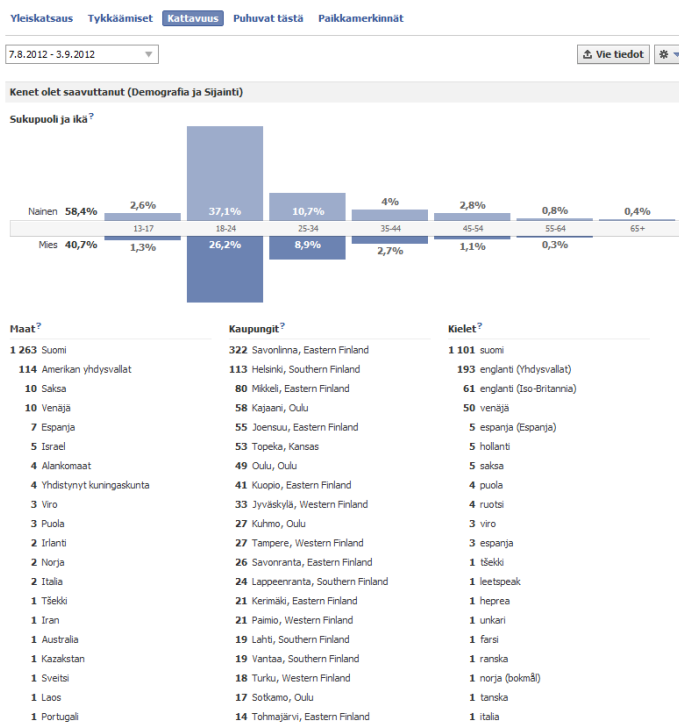 Yleiskatsaus Tykkäämiset Kattavuus Puhuvat tästä Paikkamerkinnät
7.8.2012 - 3.9.2012 Vie tiedot
Kenet olet saavuttanut (Demografia ja Sijainti)
Sukupuoli ja ikä?
Nainen 58,4% 2,6% 37,1% 10,7% 4% 2,8% 0,8% 0,4%
13-17 18-24 25-34 35-44 45-54 55-64 65+
Mies 40,7% 1,3% 26,2% 8,9% 2,7% 1,1% 0,3%
Maat? Kaupungit? Kielet?
1 263 Suomi 322 Savonlinna, Eastern Finland 1 101 suomi
114 Amerikan yhdysvallat 113 Helsinki, Southern Finland 193 englanti (Yhdysvallat)
10 Saksa 80 Mikkeli, Eastern Finland 61 englanti (Iso-Britannia)
10 Venäjä 58 Kajaani, Oulu 50 venäjä
7 Espanja 55 Joensuu, Eastern Finland 5 espanja (Espanja)
5 Israel 53 Topeka, Kansas 5 hollanti
4 Alankomaat 49 Oulu, Oulu 5 saksa
4 Yhdistynyt kuningaskunta 41 Kuopio, Eastern Finland 4 puola
3 Viro 33 Jyväskylä, Western Finland 4 ruotsi
3 Puola 27 Kuhmo, Oulu 3 viro
2 Irlanti 27 Tampere, Western Finland 3 espanja
2 Norja 26 Savonranta, Eastern Finland 1 tšekki
2 Italia 24 Lappeenranta, Southern Finland 1 leetspeak
1 Tšekki 21 Kerimäki, Eastern Finland 1 heprea
1 Iran 21 Paimio, Western Finland 1 unkari
1 Australia 19 Lahti, Southern Finland 1 farsi
1 Kazakstan 19 Vantaa, Southern Finland 1 ranska
1 Sveitsi 18 Turku, Western Finland 1 norja (bokmål)
1 Laos 17 Sotkamo, Oulu 1 tanska
1 Portugali 14 Tohmajärvi, Eastern Finland 1 italia